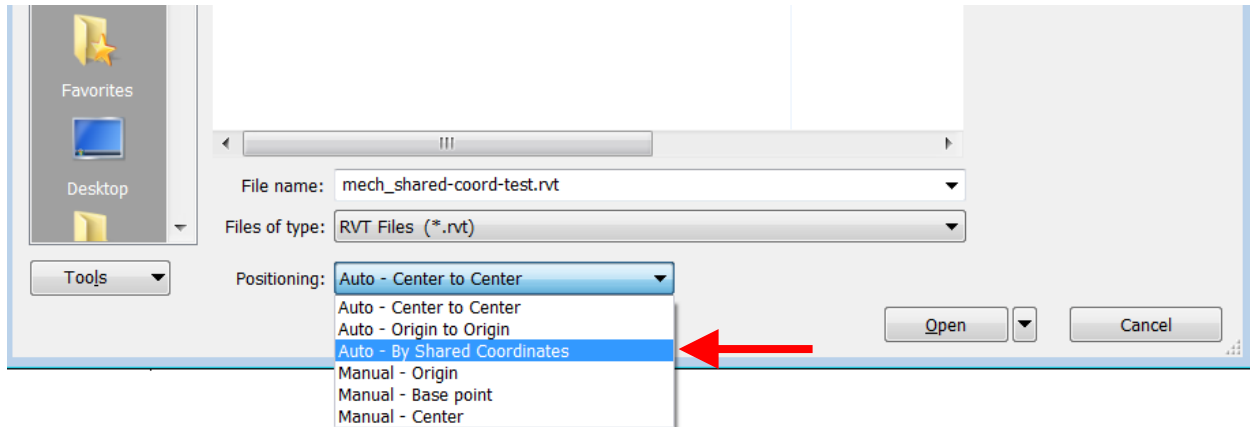 Favorites
Desktop
File name: mech_shared-coord-test.rvt
Files of type: RVT Files (*.rvt)
Tools
Positioning: Auto - Center to Center
Auto - Center to Center
Auto - Origin to Origin
Auto - By Shared Coordinates
Manual - Origin
Manual - Base point
Manual - Center
Open
Cancel